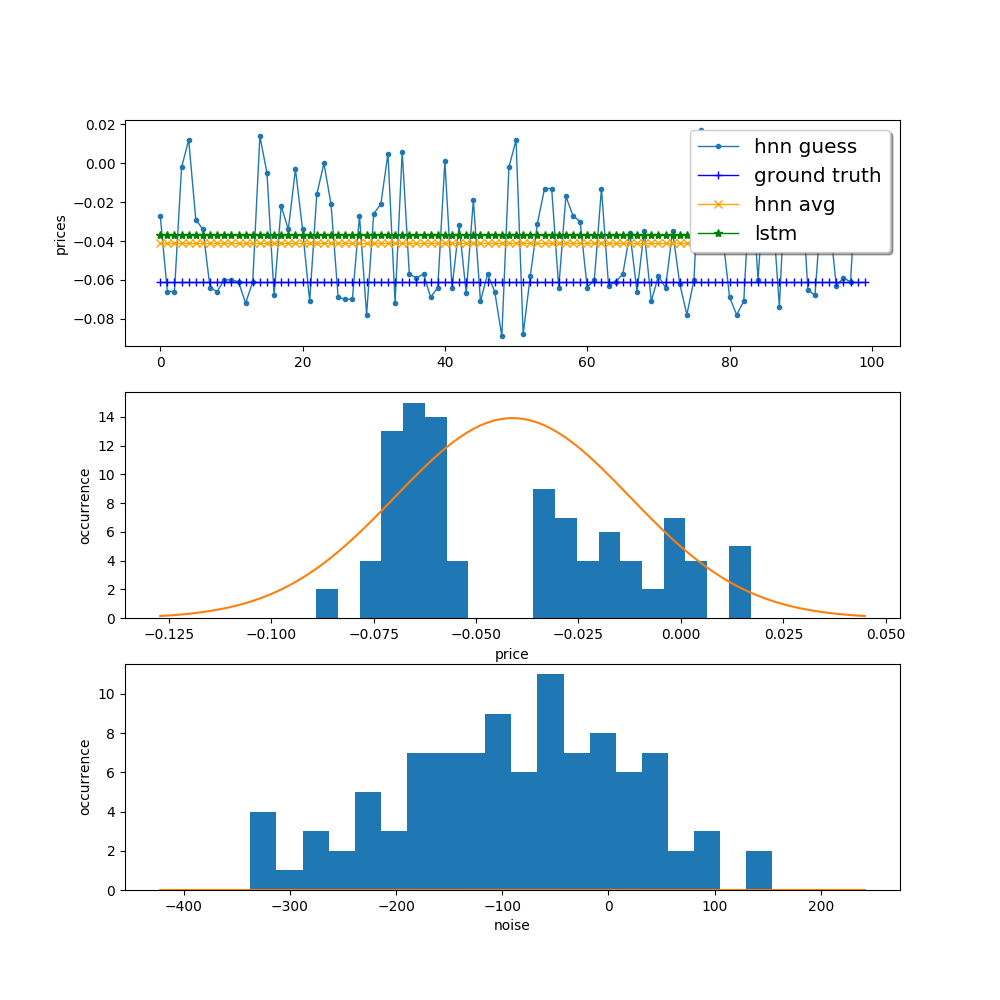 0.02
0.00
−0.02
−0.04
−0.06
−0.08
prices
hnn guess
ground truth
hnn avg
lstm
0 20 40 60 80 100
14
12
10
8
6
4
2
0
occurrence
−0.125 −0.100 −0.075 −0.050 −0.025 0.000 0.025 0.050
price
10
8
6
4
2
0
occurrence
−400 −300 −200 −100 0 100 200
noise